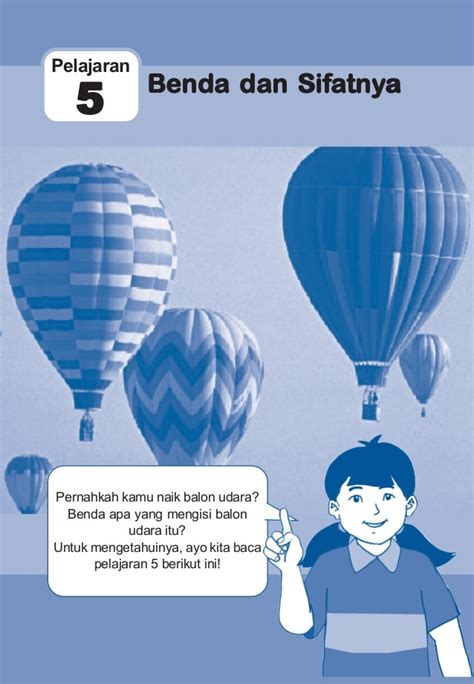 Pelajaran
5
Benda dan Sifatnya
Pernahkah kamu naik balon udara?
Benda apa yang mengisi balon
udara itu?
Untuk mengetahuinya, ayo kita baca
pelajaran 5 berikut ini!